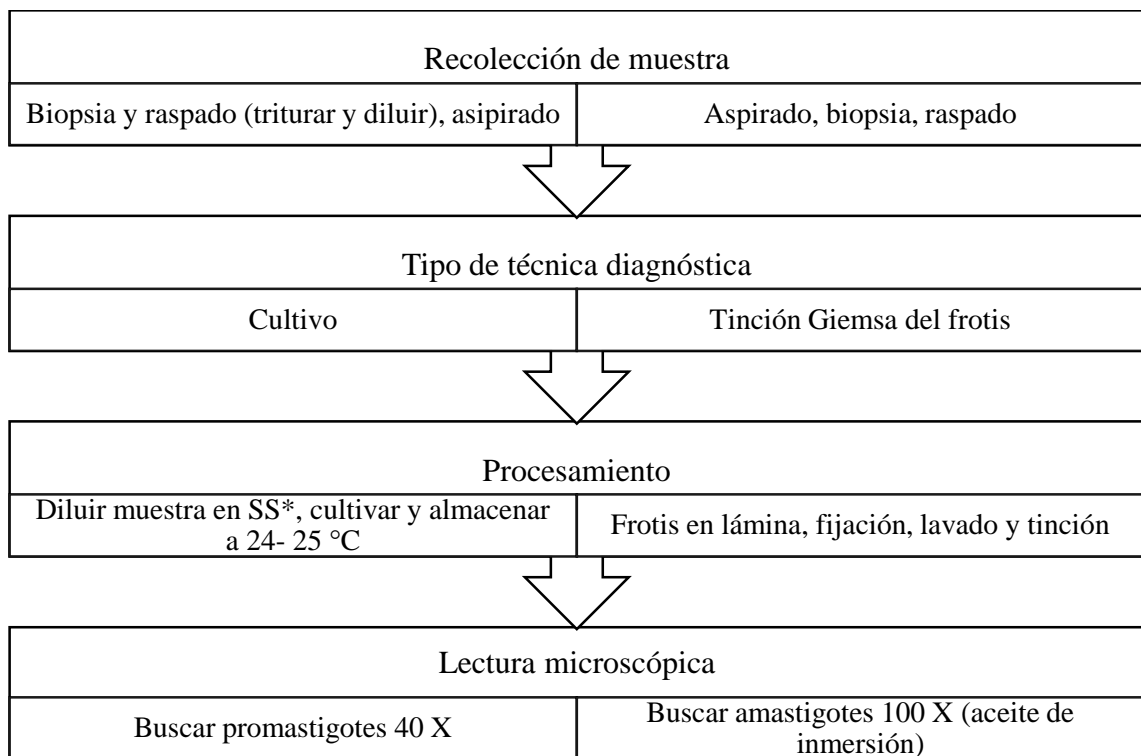 Recolección de muestra
Biopsia y raspado (triturar y diluir), asipirado
Aspirado, biopsia, raspado
Tipo de técnica diagnóstica
Cultivo
Tinción Giemsa del frotis
Procesamiento
Diluir muestra en SS*, cultivar y almacenar
a 24- 25 °C
Frotis en lámina, fijación, lavado y tinción
Lectura microscópica
Buscar promastigotes 40 X
Buscar amastigotes 100 X (aceite de
inmersión)